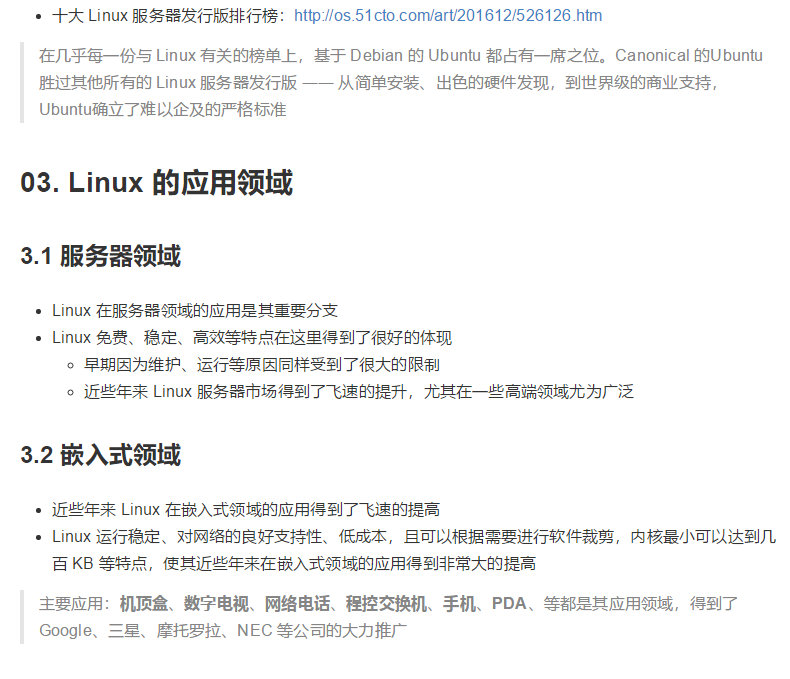 十大 Linux 服务器发行版排行榜：http://os.51cto.com/art/201612/526126.htm
在几乎每一份与 Linux 有关的榜单上，基于 Debian 的 Ubuntu 都占有一席之位。Canonical 的Ubuntu
胜过其他所有的 Linux 服务器发行版 —— 从简单安装、出色的硬件发现，到世界级的商业支持，
Ubuntu确立了难以企及的严格标准
03. Linux 的应用领域
3.1 服务器领域
Linux 在服务器领域的应用是其重要分支
Linux 免费、稳定、高效等特点在这里得到了很好的体现
早期因为维护、运行等原因同样受到了很大的限制
近些年来 Linux 服务器市场得到了飞速的提升，尤其在一些高端领域尤为广泛
3.2 嵌入式领域
近些年来 Linux 在嵌入式领域的应用得到了飞速的提高
Linux 运行稳定、对网络的良好支持性、低成本，且可以根据需要进行软件裁剪，内核最小可以达到几
百 KB 等特点，使其近些年来在嵌入式领域的应用得到非常大的提高
主要应用：机顶盒、数字电视、网络电话、程控交换机、手机、PDA、等都是其应用领域，得到了
Google、三星、摩托罗拉、NEC 等公司的大力推广